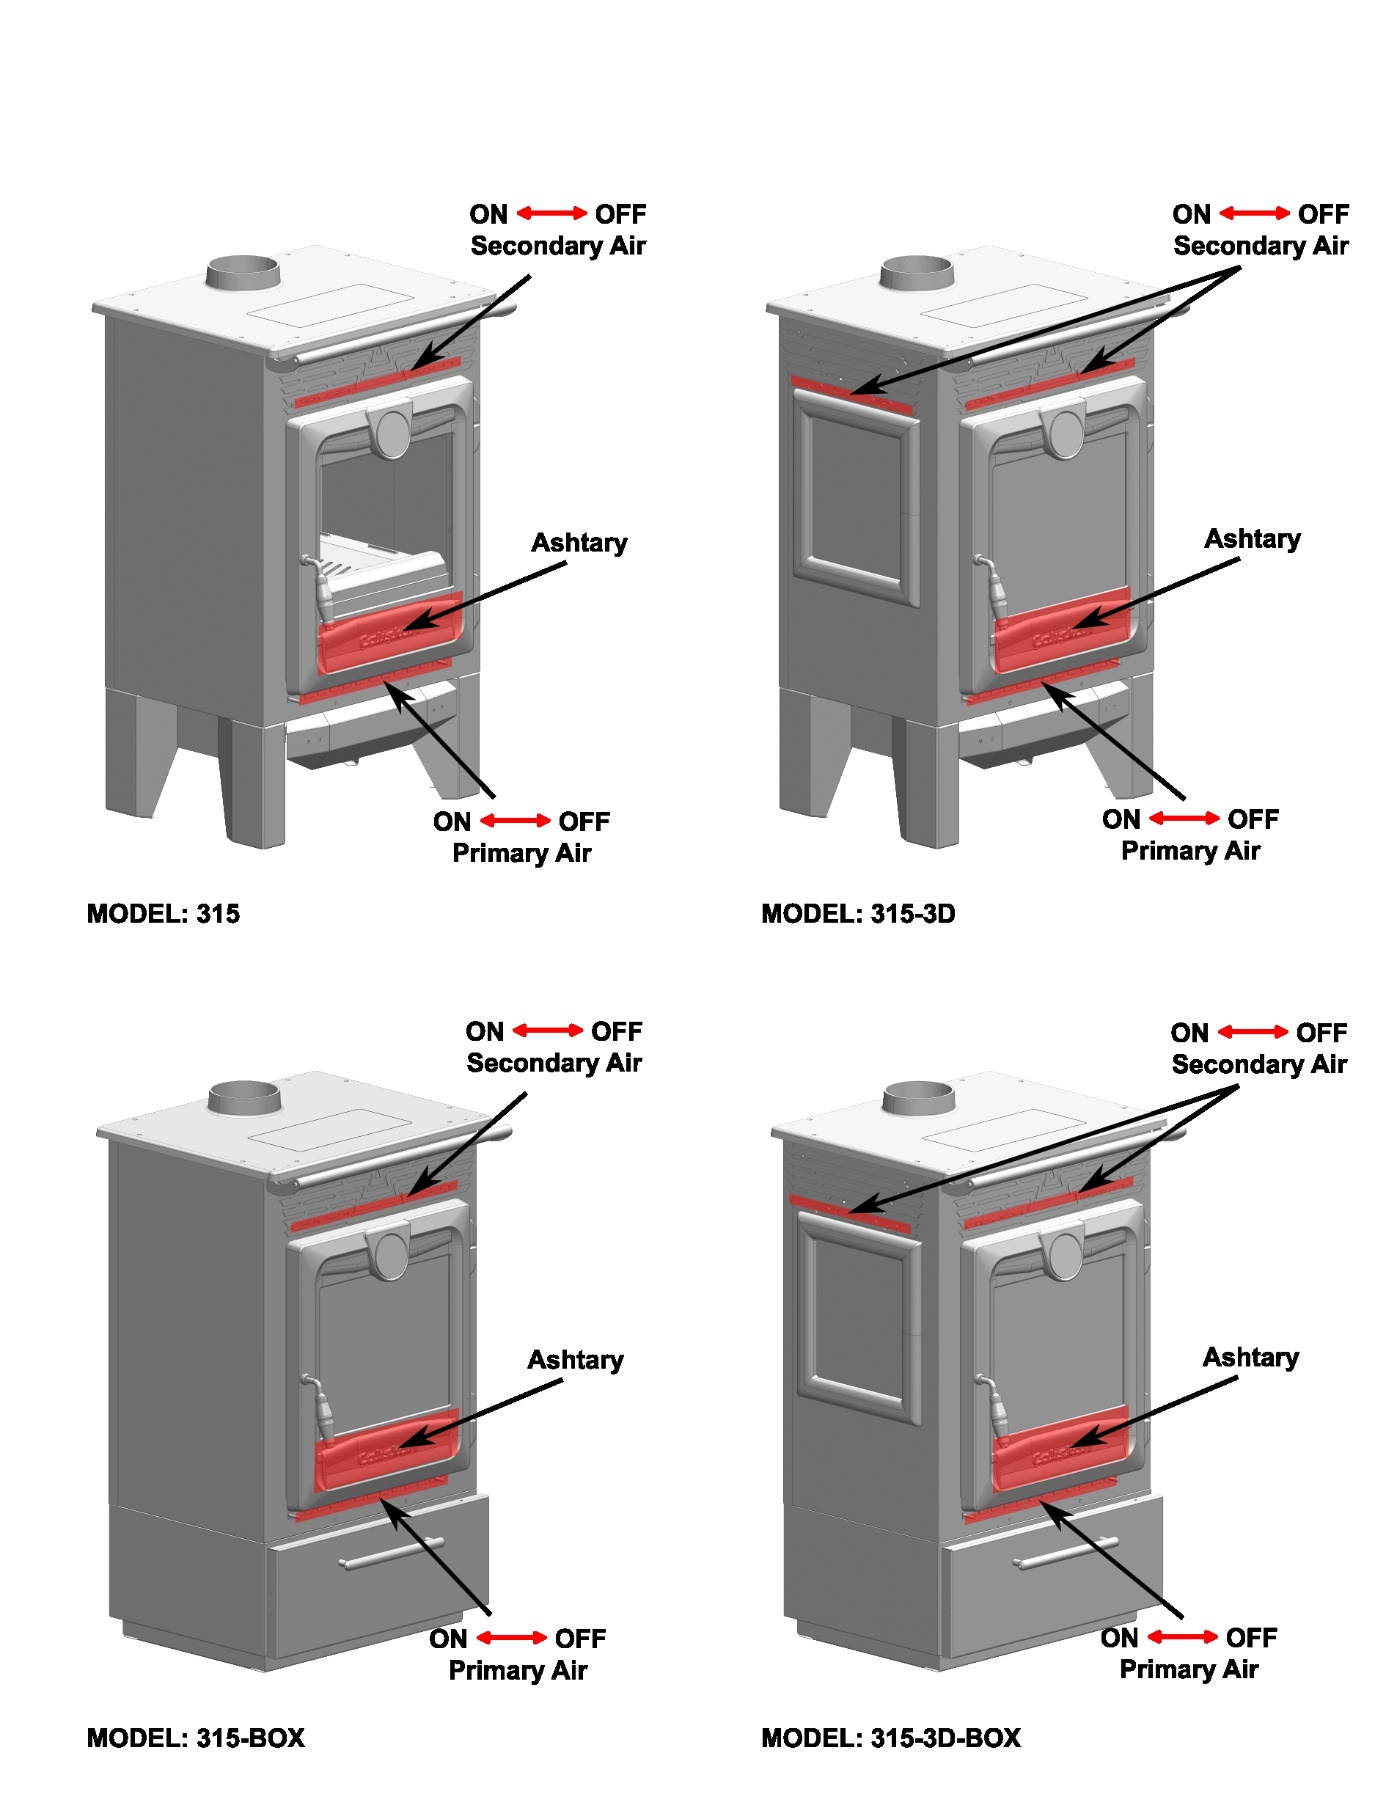 ON OFF
Secondary Air
Ashtary
ON OFF
Primary Air
MODEL: 315
ON OFF
Secondary Air
Ashtary
ON OFF
Primary Air
MODEL: 315-3D
ON OFF
Secondary Air
Ashtary
ON OFF
Primary Air
MODEL: 315-BOX
ON OFF
Secondary Air
Ashtary
ON OFF
Primary Air
MODEL: 315-3D-BOX